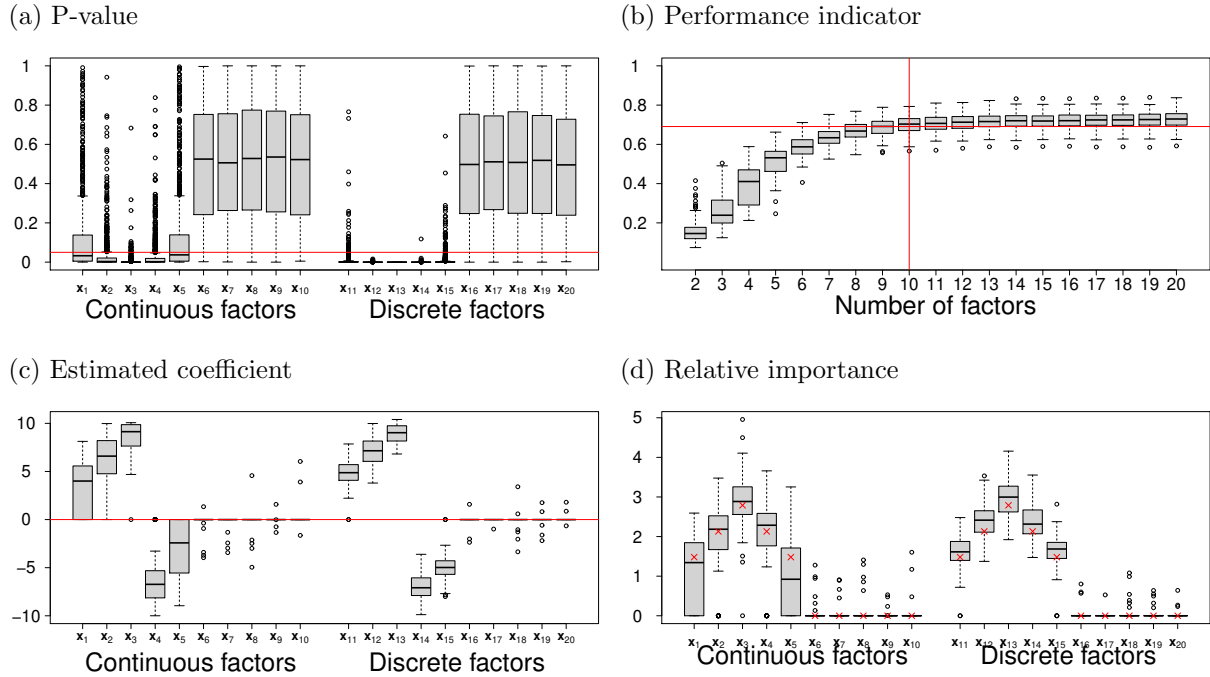 (a) P-value
1
0.8
0.6
0.4
0.2
0
x1 x2 x3 x4 x5 x6 x7 x8 x9 x10 x11 x12 x13 x14 x15 x16 x17 x18 x19 x20
Continuous factors Discrete factors
(b) Performance indicator
1
0.8
0.6
0.4
0.2
2 3 4 5 6 7 8 9 10 11 12 13 14 15 16 17 18 19 20
Number of factors
(c) Estimated coefficient
10
5
0
−5
−10
x1 x2 x3 x4 x5 x6 x7 x8 x9 x10 x11 x12 x13 x14 x15 x16 x17 x18 x19 x20
Continuous factors Discrete factors
(d) Relative importance
5
4
3
2
1
0
x1 x2 x3 x4 x5 x6 x7 x8 x9 x10 x11 x12 x13 x14 x15 x16 x17 x18 x19 x20
Continuous factors Discrete factors